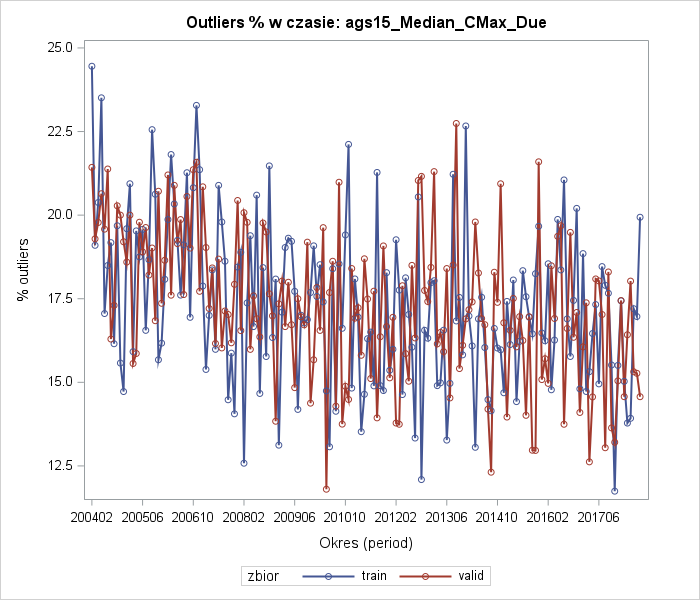 Outliers % w czasie: ags15_Median_CMax_Due
% outliers
25.0
22.5
20.0
17.5
15.0
12.5
200402 200506 200610 200802 200906 201010 201202 201306 201410 201602 201706
Okres (period)
zbior train valid